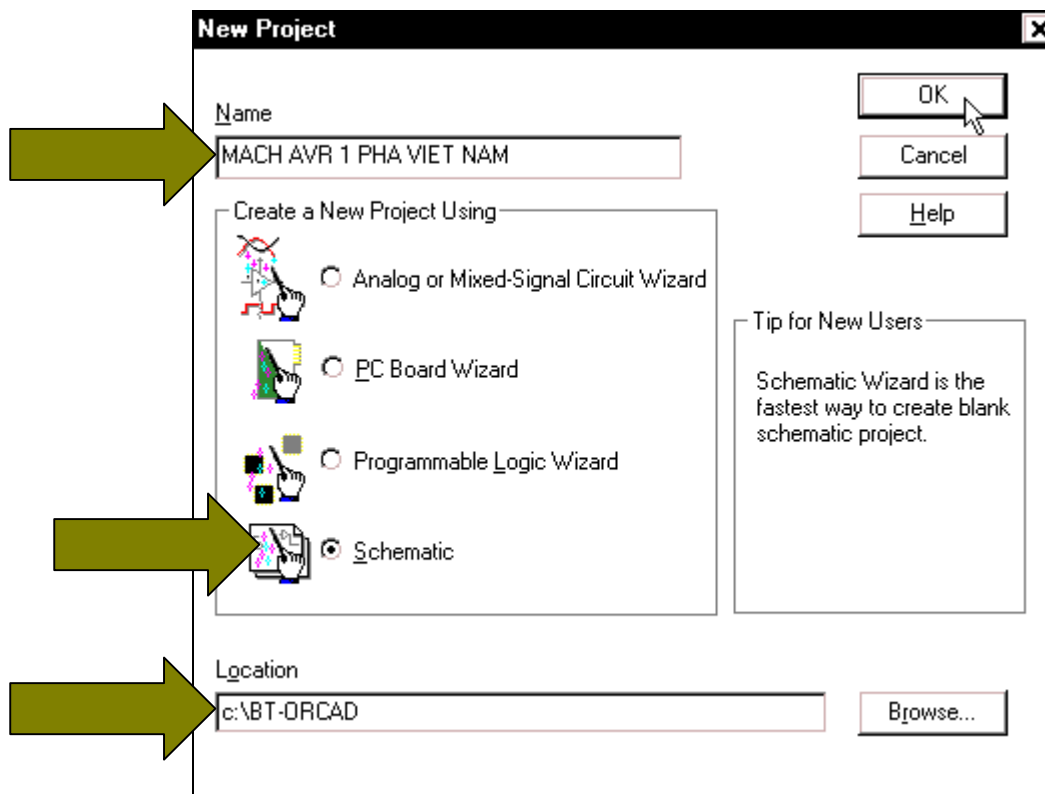 New Project
Name
MACH AVR 1 PHA VIET NAM
OK
Cancel
Help
Create a New Project Using
Analog or Mixed-Signal Circuit Wizard
PC Board Wizard
Programmable Logic Wizard
Schematic
Tip for New Users
Schematic Wizard is the
fastest way to create blank
schematic project.
Location
c:\BT-ORCAD
Browse...